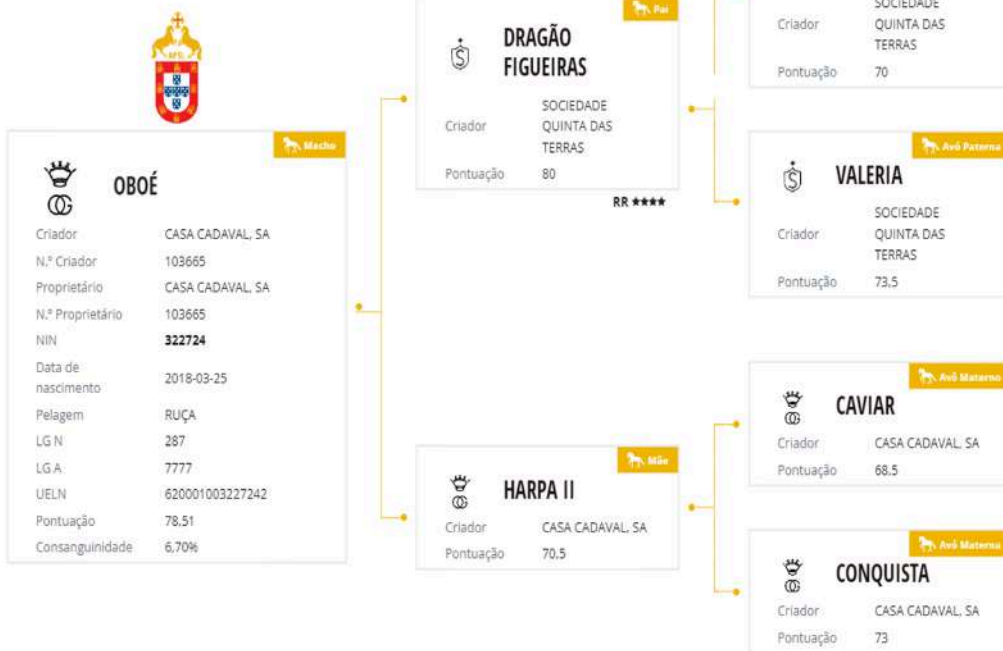 APSL
Macho
OBOÉ
Criador CASA CADAVAL, SA
N.º Criador 103665
Proprietário CASA CADAVAL, SA
N.º Proprietário 103665
NIN 322724
Data de
nascimento 2018-03-25
Pelagem RUÇA
LG N 287
LG A 7777
UELN 620001003227242
Pontuação 78,51
Consanguinidade 6,70%
Pai
DRAGÃO
FIGUEIRAS
SOCIEDADE
Criador QUINTA DAS
TERRAS
Pontuação 80
RR ★★★★
Mãe
HARPA II
Criador CASA CADAVAL, SA
Pontuação 70.5
SOCIEDADE
Criador QUINTA DAS
TERRAS
Pontuação 70
Avó Paterna
VALERIA
SOCIEDADE
Criador QUINTA DAS
TERRAS
Pontuação 73.5
Avô Materno
CAVIAR
Criador CASA CADAVAL, SA
Pontuação 68.5
Avó Materna
CONQUISTA
Criador CASA CADAVAL, SA
Pontuação 73